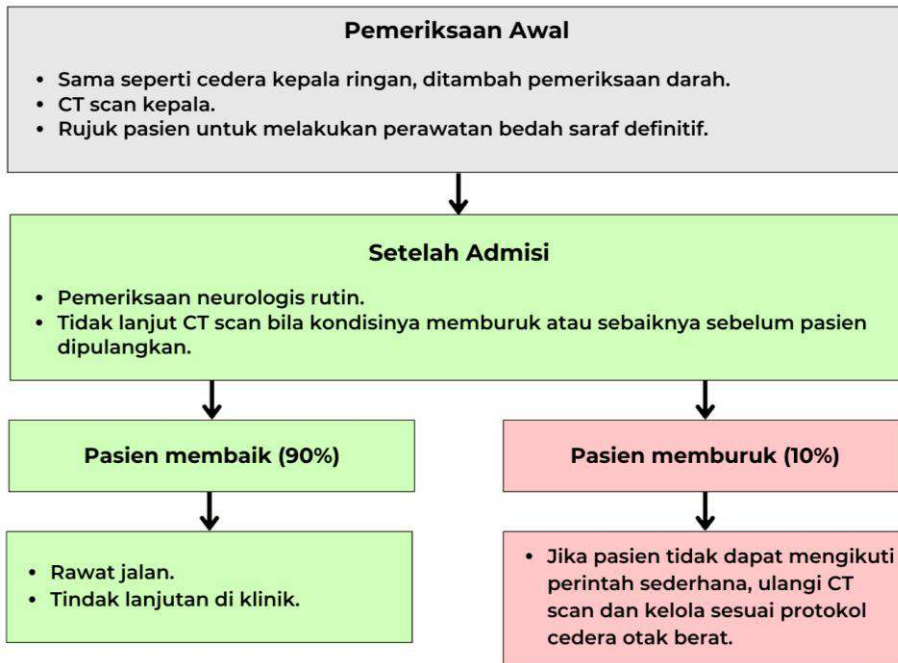 Pemeriksaan Awal
• Sama seperti cedera kepala ringan, ditambah pemeriksaan darah.
• CT scan kepala.
• Rujuk pasien untuk melakukan perawatan bedah saraf definitif.
Setelah Admisi
• Pemeriksaan neurologis rutin.
• Tidak lanjut CT scan bila kondisinya memburuk atau sebaiknya sebelum pasien
dipulangkan.
Pasien membaik (90%)
Pasien memburuk (10%)
• Rawat jalan.
• Tindak lanjutan di klinik.
• Jika pasien tidak dapat mengikuti
perintah sederhana, ulangi CT
scan dan kelola sesuai protokol
cedera otak berat.